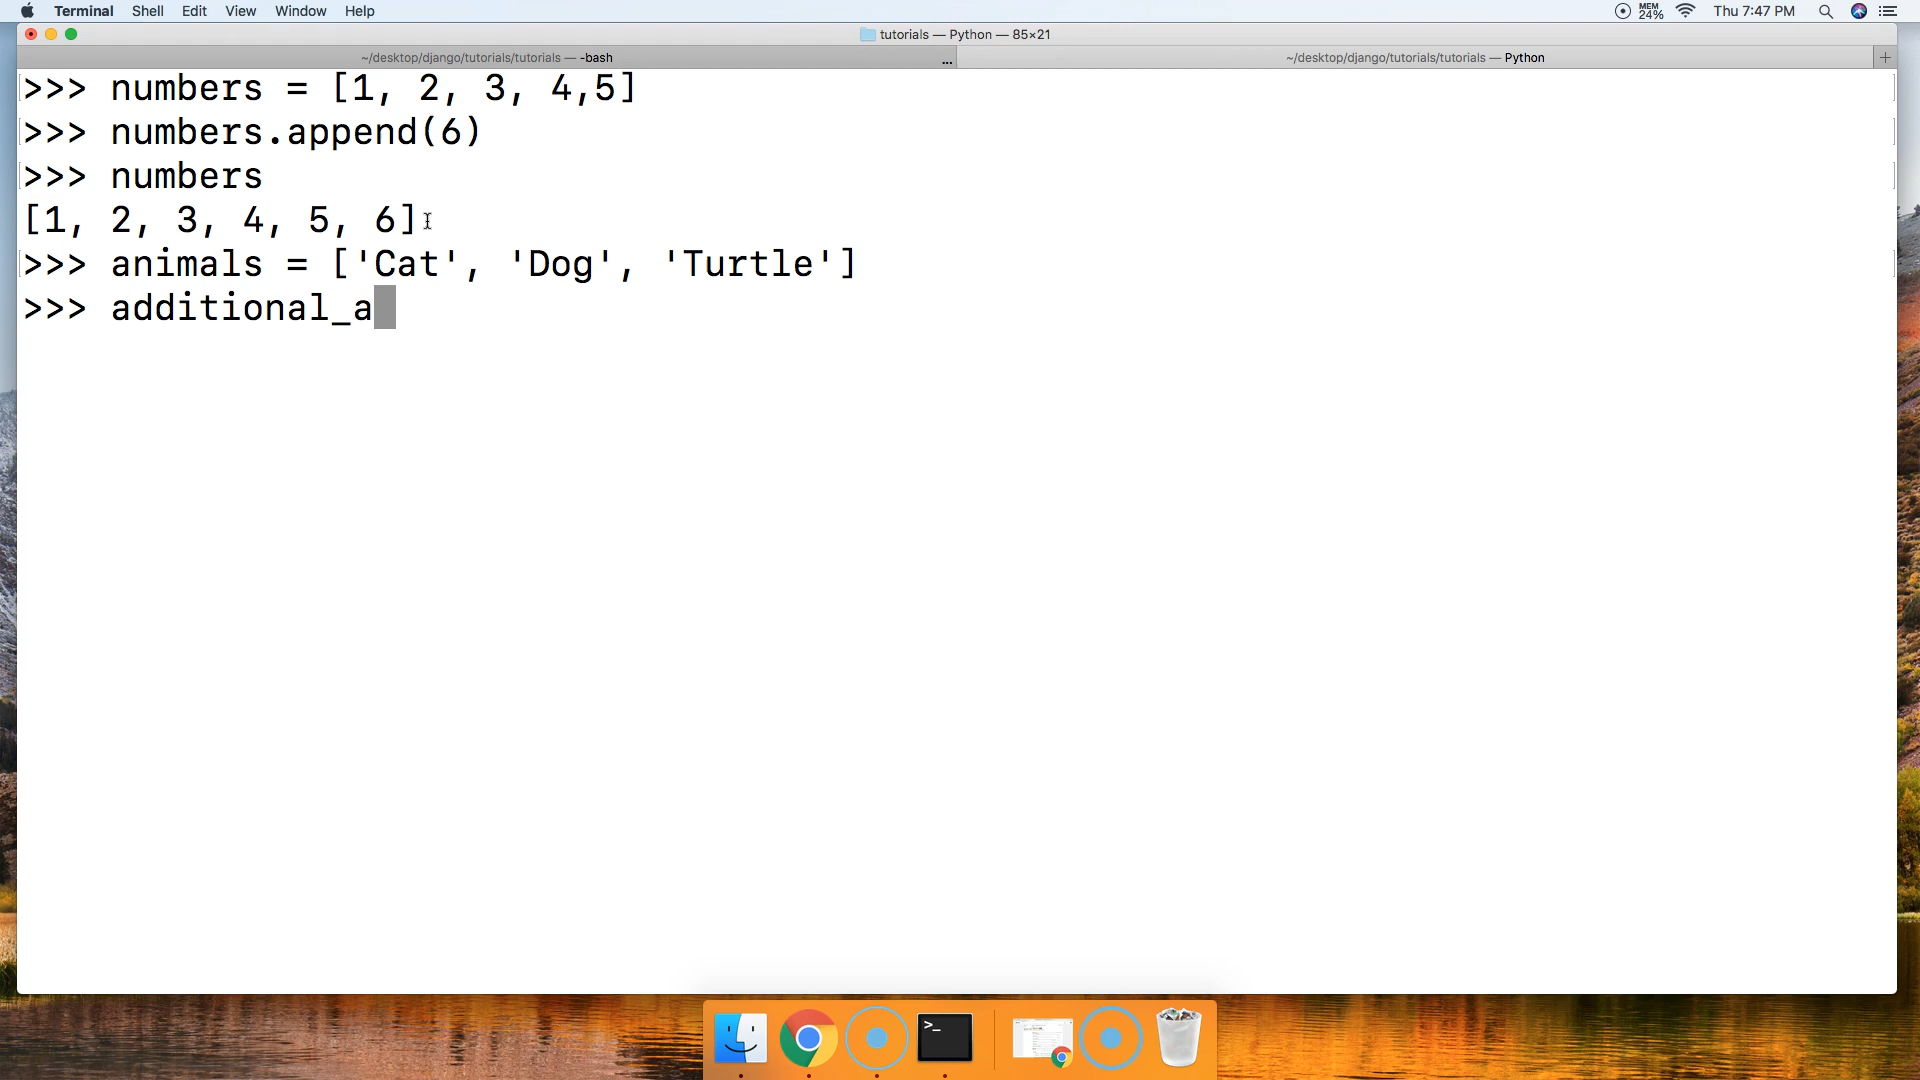 Terminal Shell Edit View Window Help MEM 24% Thu 7:47 PM
tutorials — Python — 85×21
~/desktop/django/tutorials/tutorials — -bash ... ~/desktop/django/tutorials/tutorials — Python +
>>> numbers = [1, 2, 3, 4,5]
>>> numbers.append(6)
>>> numbers
[1, 2, 3, 4, 5, 6]
>>> animals = ['Cat', 'Dog', 'Turtle']
>>> additional_a
>_